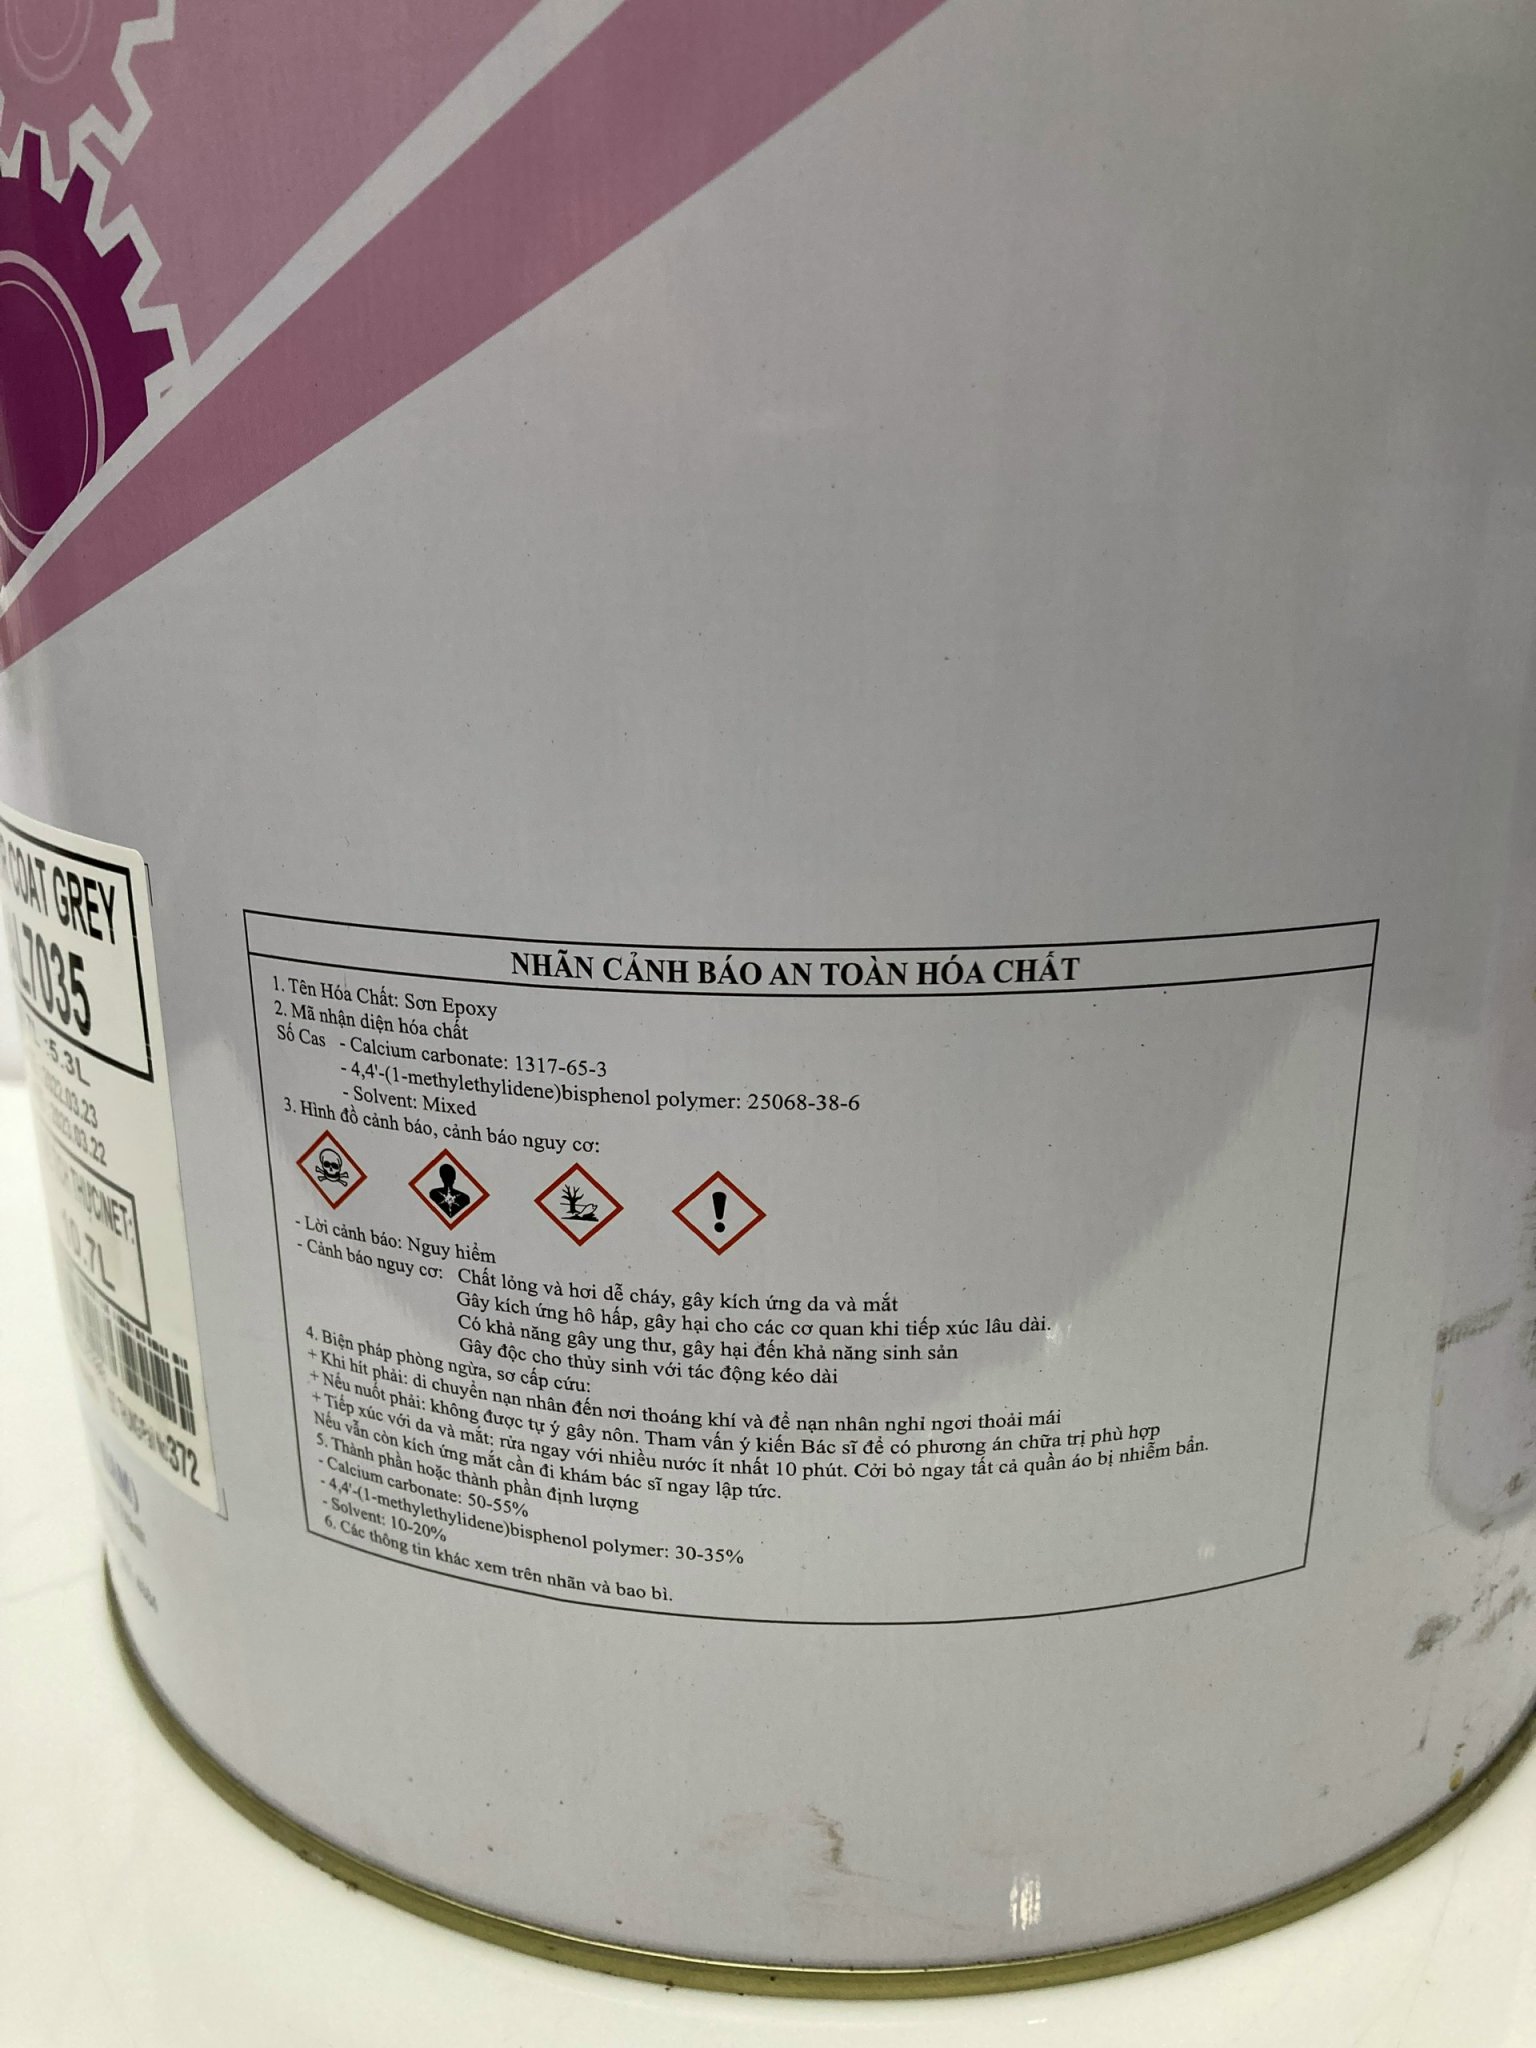 COAT GREY
7035
5.3L
2022.03.23
2023.03.22
THỰC/NET:
10.7L
372
NHÃN CẢNH BÁO AN TOÀN HÓA CHẤT
1. Tên Hóa Chất: Sơn Epoxy
2. Mã nhận diện hóa chất
Số Cas - Calcium carbonate: 1317-65-3
- 4,4'-(1-methylethylidene)bisphenol polymer: 25068-38-6
- Solvent: Mixed
3. Hình đồ cảnh báo, cảnh báo nguy cơ:
- Lời cảnh báo: Nguy hiểm
- Cảnh báo nguy cơ: Chất lỏng và hơi dễ cháy, gây kích ứng da và mắt
Gây kích ứng hô hấp, gây hại cho các cơ quan khi tiếp xúc lâu dài.
Có khả năng gây ung thư, gây hại đến khả năng sinh sản
Gây độc cho thủy sinh với tác động kéo dài
4. Biện pháp phòng ngừa, sơ cấp cứu:
+ Khi hít phải: di chuyển nạn nhân đến nơi thoáng khí và để nạn nhân nghỉ ngơi thoải mái
+ Nếu nuốt phải: không được tự ý gây nôn. Tham vấn ý kiến Bác sĩ để có phương án chữa trị phù hợp
+ Tiếp xúc với da và mắt: rửa ngay với nhiều nước ít nhất 10 phút. Cởi bỏ ngay tất cả quần áo bị nhiễm bẩn.
Nếu vẫn còn kích ứng mắt cần đi khám bác sĩ ngay lập tức.
5. Thành phần hoặc thành phần định lượng
- Calcium carbonate: 50-55%
- 4,4'-(1-methylethylidene)bisphenol polymer: 30-35%
- Solvent: 10-20%
6. Các thông tin khác xem trên nhãn và bao bì.